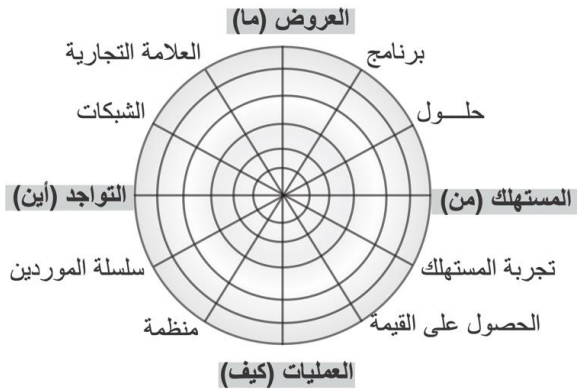 العروض (ما)
برنامج
العلامة التجارية
حلـــول
الشبكات
المستهلك (من)
التواجد (أين)
تجربة المستهلك
سلسلة الموردين
الحصول على القيمة
منظمة
العمليات (كيف)